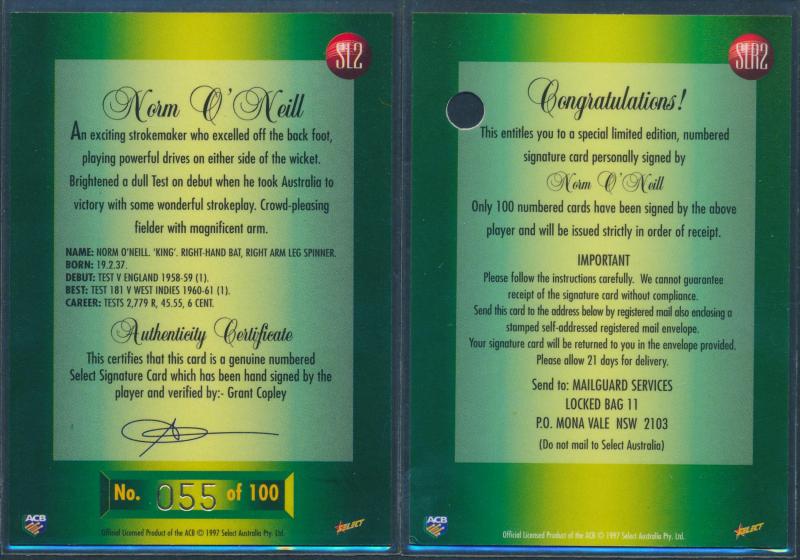 SL2
Norm O'Neill
An exciting strokemaker who excelled off the back foot,
playing powerful drives on either side of the wicket.
Brightened a dull Test on debut when he took Australia to
victory with some wonderful strokeplay. Crowd-pleasing
fielder with magnificent arm.
NAME: NORM O'NEILL. 'KING'. RIGHT-HAND BAT, RIGHT ARM LEG SPINNER.
BORN: 19.2.37.
DEBUT: TEST V ENGLAND 1958-59 (1).
BEST: TEST 181 V WEST INDIES 1960-61 (1).
CAREER: TESTS 2,779 R, 45.55, 6 CENT.
Authenticity Certificate
This certifies that this card is a genuine numbered
Select Signature Card which has been hand signed by the
player and verified by:- Grant Copley
No. 055 of 100
ACB
Official Licensed Product of the ACB © 1997 Select Australia Pty. Ltd.
SELECT
SLR2
Congratulations!
This entitles you to a special limited edition, numbered
signature card personally signed by
Norm O'Neill
Only 100 numbered cards have been signed by the above
player and will be issued strictly in order of receipt.
IMPORTANT
Please follow the instructions carefully. We cannot guarantee
receipt of the signature card without compliance.
Send this card to the address below by registered mail also enclosing a
stamped self-addressed registered mail envelope.
Your signature card will be returned to you in the envelope provided.
Please allow 21 days for delivery.
Send to: MAILGUARD SERVICES
LOCKED BAG 11
P.O. MONA VALE NSW 2103
(Do not mail to Select Australia)
ACB
Official Licensed Product of the ACB © 1997 Select Australia Pty. Ltd.
SELECT